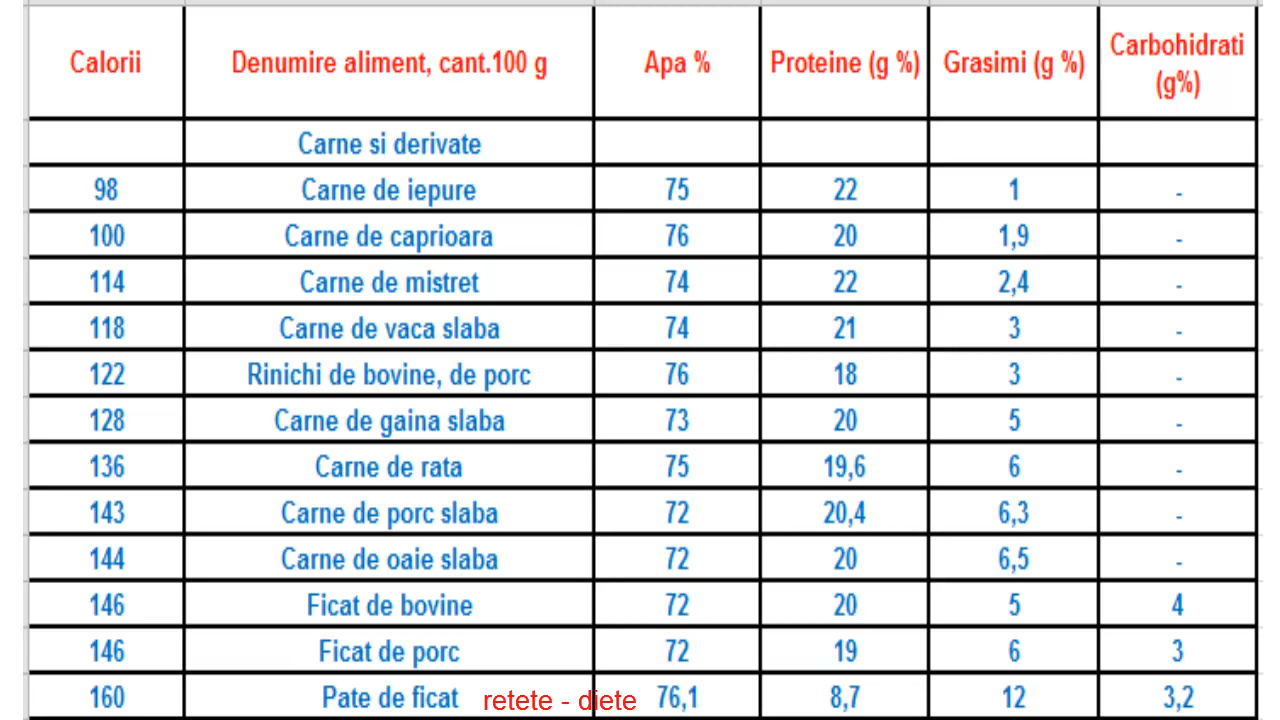 Calorii Denumire aliment, cant.100 g Apa % Proteine (g %) Grasimi (g %) Carbohidrati (g%)
Carne si derivate
98 Carne de iepure 75 22 1 -
100 Carne de caprioara 76 20 1,9 -
114 Carne de mistret 74 22 2,4 -
118 Carne de vaca slaba 74 21 3 -
122 Rinichi de bovine, de porc 76 18 3 -
128 Carne de gaina slaba 73 20 5 -
136 Carne de rata 75 19,6 6 -
143 Carne de porc slaba 72 20,4 6,3 -
144 Carne de oaie slaba 72 20 6,5 -
146 Ficat de bovine 72 20 5 4
146 Ficat de porc 72 19 6 3
160 Pate de ficat retete - diete 76,1 8,7 12 3,2